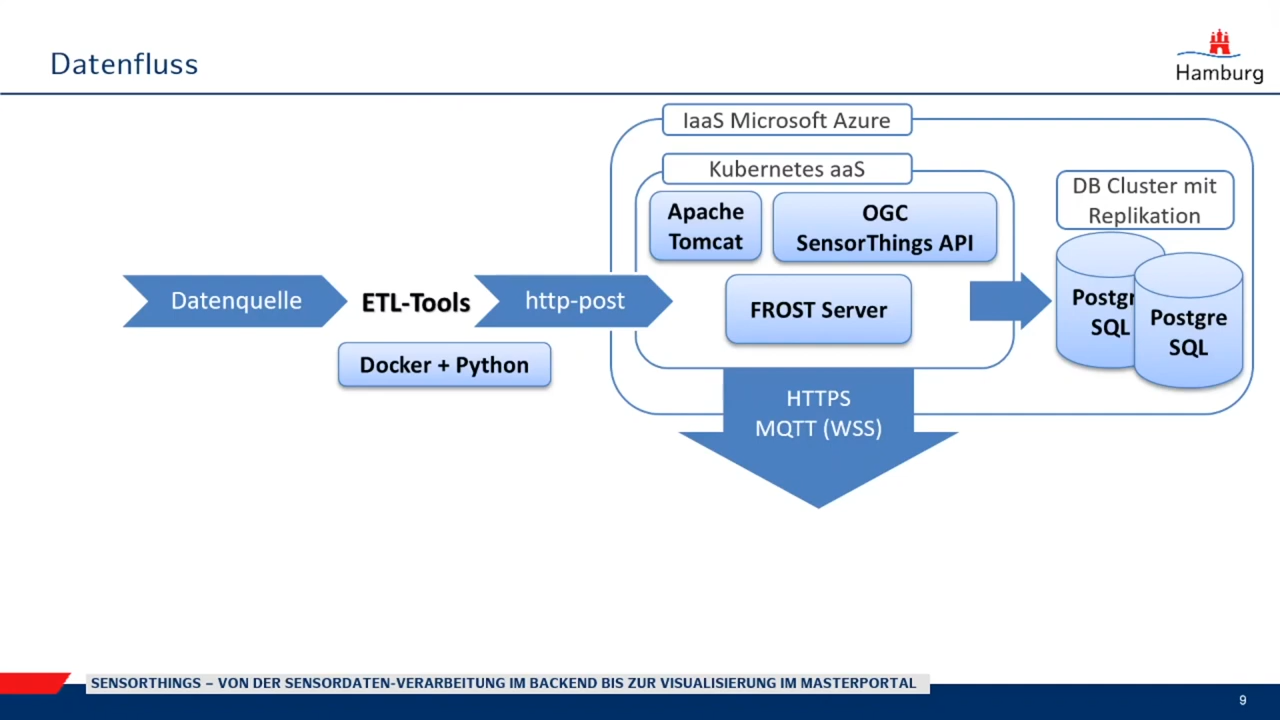 Datenfluss
Hamburg
IaaS Microsoft Azure
Kubernetes aaS
Apache
Tomcat
OGC
SensorThings API
DB Cluster mit
Replikation
Datenquelle
ETL-Tools
http-post
FROST Server
Docker + Python
Postgr
SQL
Postgre
SQL
HTTPS
MQTT (WSS)
SENSORTHINGS – VON DER SENSORDATEN-VERARBEITUNG IM BACKEND BIS ZUR VISUALISIERUNG IM MASTERPORTAL
9